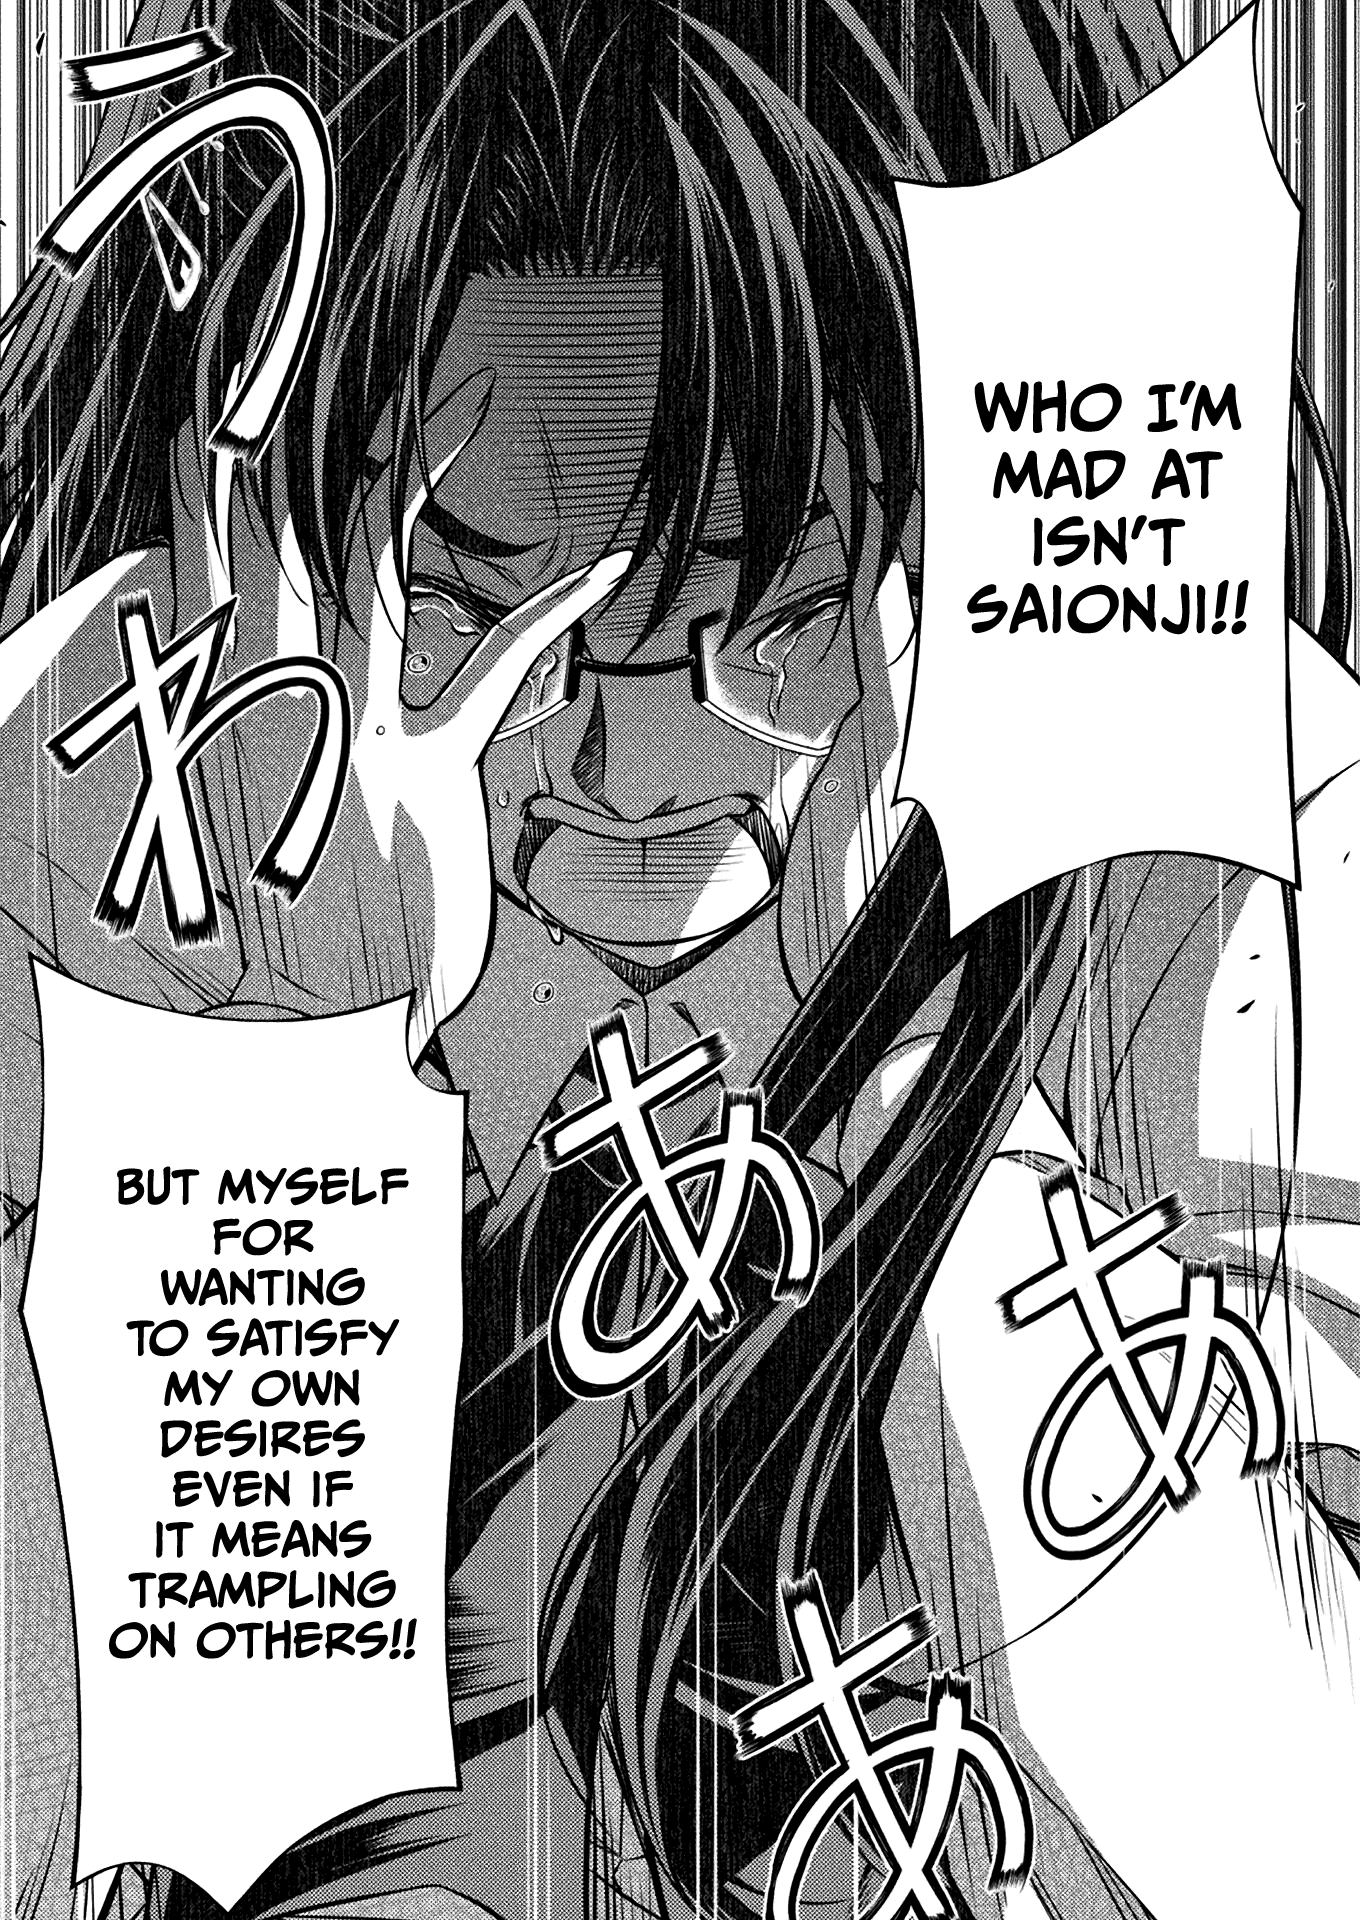 WHO I'M
MAD AT
ISN'T
SAIONJI!!
うわあああ
BUT MYSELF
FOR
WANTING
TO SATISFY
MY OWN
DESIRES
EVEN IF
IT MEANS
TRAMPLING
ON OTHERS!!